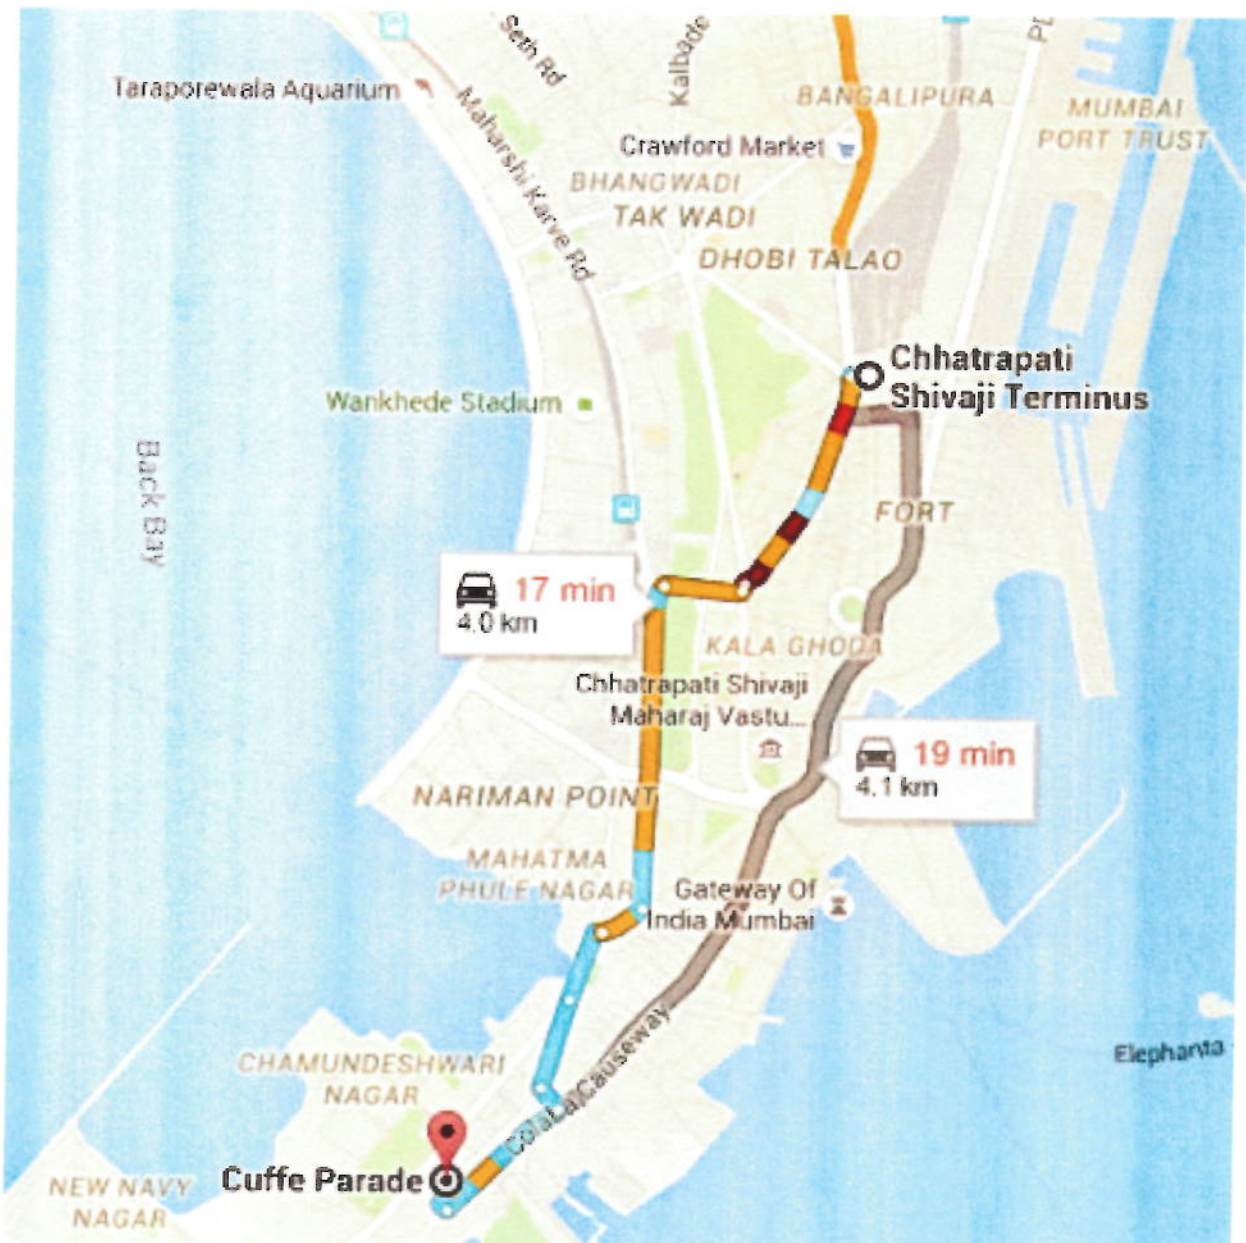 Seth Rd
Kalbade
PL
Taraporewala Aquarium
Maharshi Karve Rd
BANGALIPURA
MUMBAI
PORT TRUST
Crawford Market
BHANGWADI
TAK WADI
DHOBI TALAO
Chhatrapati
Shivaji Terminus
Wankhede Stadium
Back Bay
FORT
17 min
4.0 km
KALA GHODA
Chhatrapati Shivaji
Maharaj Vastu...
19 min
4.1 km
NARIMAN POINT
MAHATMA
PHULE NAGAR
Gateway Of
India Mumbai
Colaba Causeway
Elephanta
CHAMUNDESHWARI
NAGAR
Cuffe Parade
NEW NAVY
NAGAR